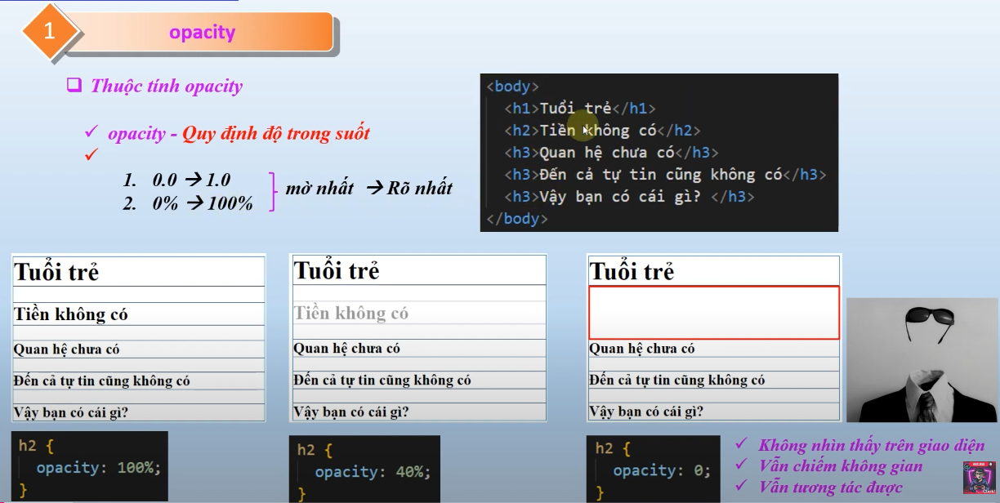 1
opacity
Thuộc tính opacity
opacity - Quy định độ trong suốt
1. 0.0 → 1.0
2. 0% → 100%
mờ nhất → Rõ nhất
<body>
<h1>Tuổi trẻ</h1>
<h2>Tiền không có</h2>
<h3>Quan hệ chưa có</h3>
<h3>Đến cả tự tin cũng không có</h3>
<h3>Vậy bạn có cái gì? </h3>
</body>
Tuổi trẻ
Tiền không có
Quan hệ chưa có
Đến cả tự tin cũng không có
Vậy bạn có cái gì?
h2 {
opacity: 100%;
}
Tuổi trẻ
Tiền không có
Quan hệ chưa có
Đến cả tự tin cũng không có
Vậy bạn có cái gì?
h2 {
opacity: 40%;
}
Tuổi trẻ
Quan hệ chưa có
Đến cả tự tin cũng không có
Vậy bạn có cái gì?
h2 {
opacity: 0;
}
Không nhìn thấy trên giao diện
Vẫn chiếm không gian
Vẫn tương tác được